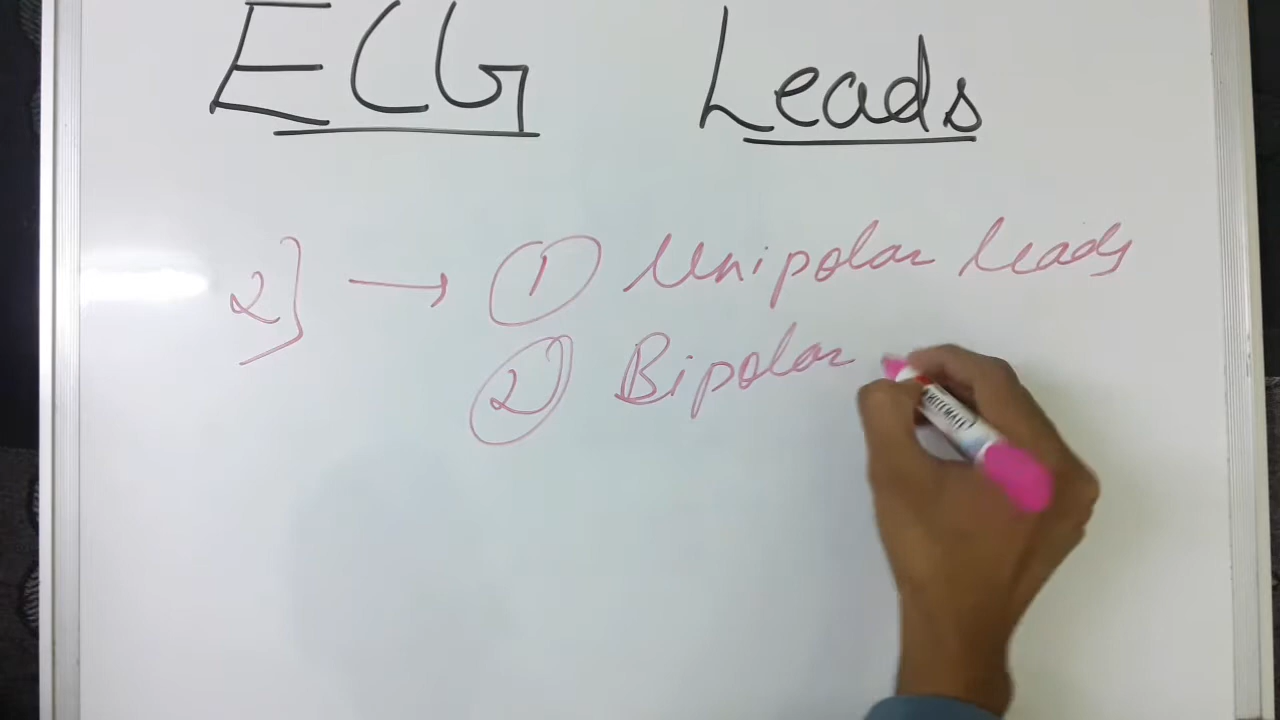 ECG Leads
2} → ① Unipolar Leads
② Bipolar